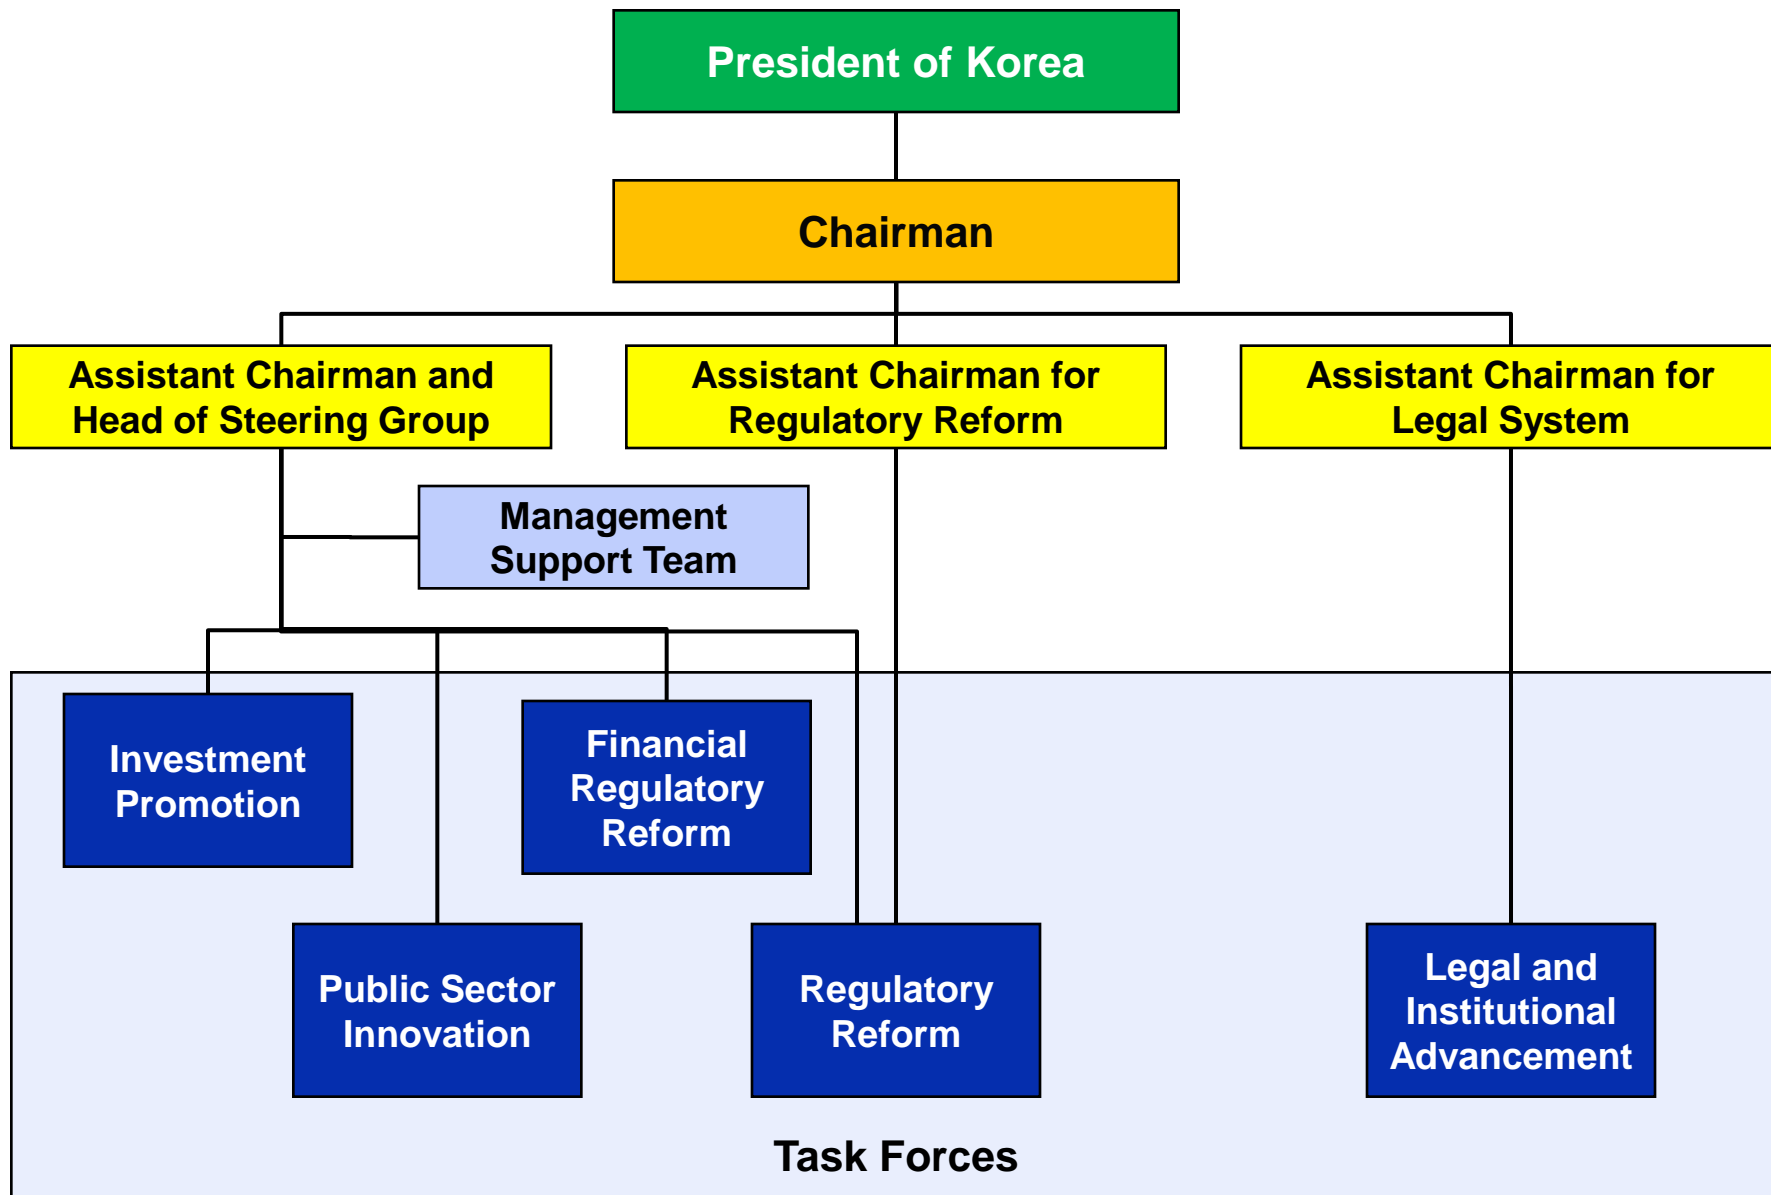 President of Korea
Chairman
Assistant Chairman and
Head of Steering Group
Assistant Chairman for
Regulatory Reform
Assistant Chairman for
Legal System
Management
Support Team
Investment
Promotion
Financial
Regulatory
Reform
Public Sector
Innovation
Regulatory
Reform
Legal and
Institutional
Advancement
Task Forces